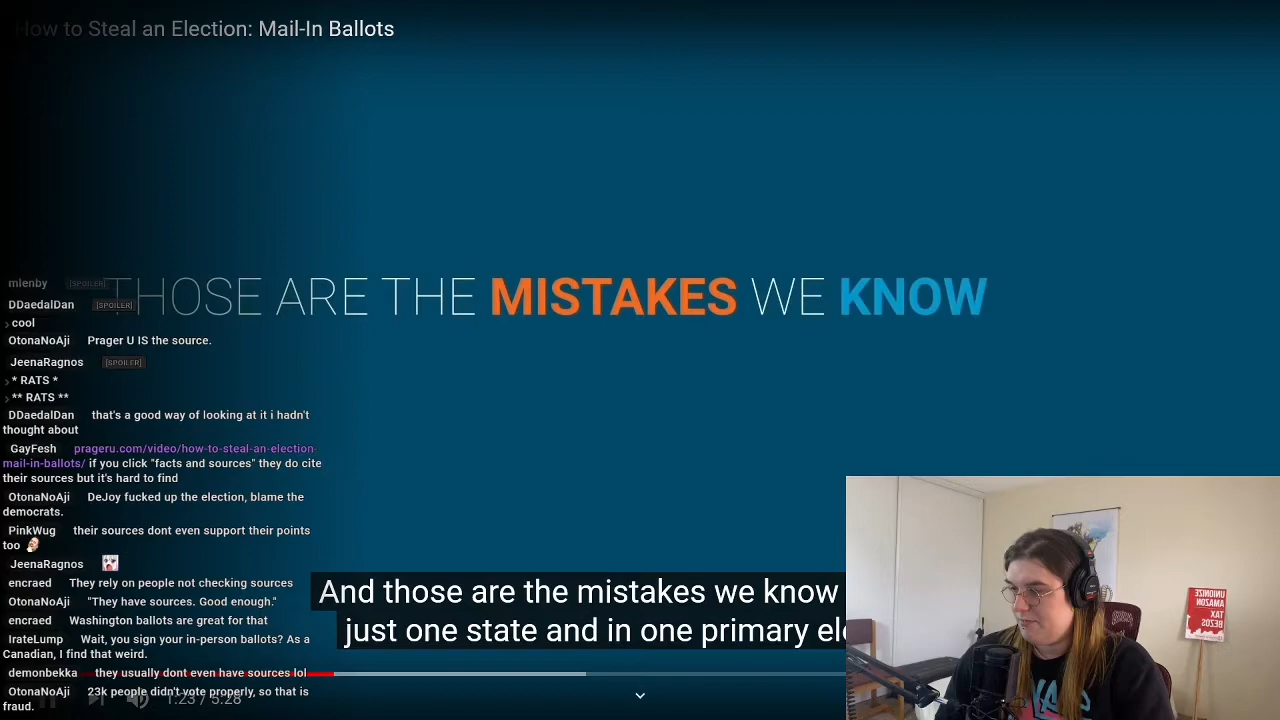 How to Steal an Election: Mail-In Ballots
THOSE ARE THE MISTAKES WE KNOW
mlenby [SPOILER]
DDaedalDan [SPOILER]
› cool
OtonaNoAji Prager U IS the source.
JeenaRagnos [SPOILER]
› * RATS *
› ** RATS **
DDaedalDan that's a good way of looking at it i hadn't
thought about
GayFesh prageru.com/video/how-to-steal-an-election-
mail-in-ballots/ if you click "facts and sources" they do cite
their sources but it's hard to find
OtonaNoAji DeJoy fucked up the election, blame the
democrats.
PinkWug their sources dont even support their points
too
JeenaRagnos
encraed They rely on people not checking sources
OtonaNoAji "They have sources. Good enough."
encraed Washington ballots are great for that
IrateLump Wait, you sign your in-person ballots? As a
Canadian, I find that weird.
demonbekka they usually dont even have sources lol
OtonaNoAji 23k people didn't vote properly, so that is
fraud.
And those are the mistakes we know
just one state and in one primary ele
1:23 / 5:28
UNIONIZE
AMAZON
TAX
BEZOS